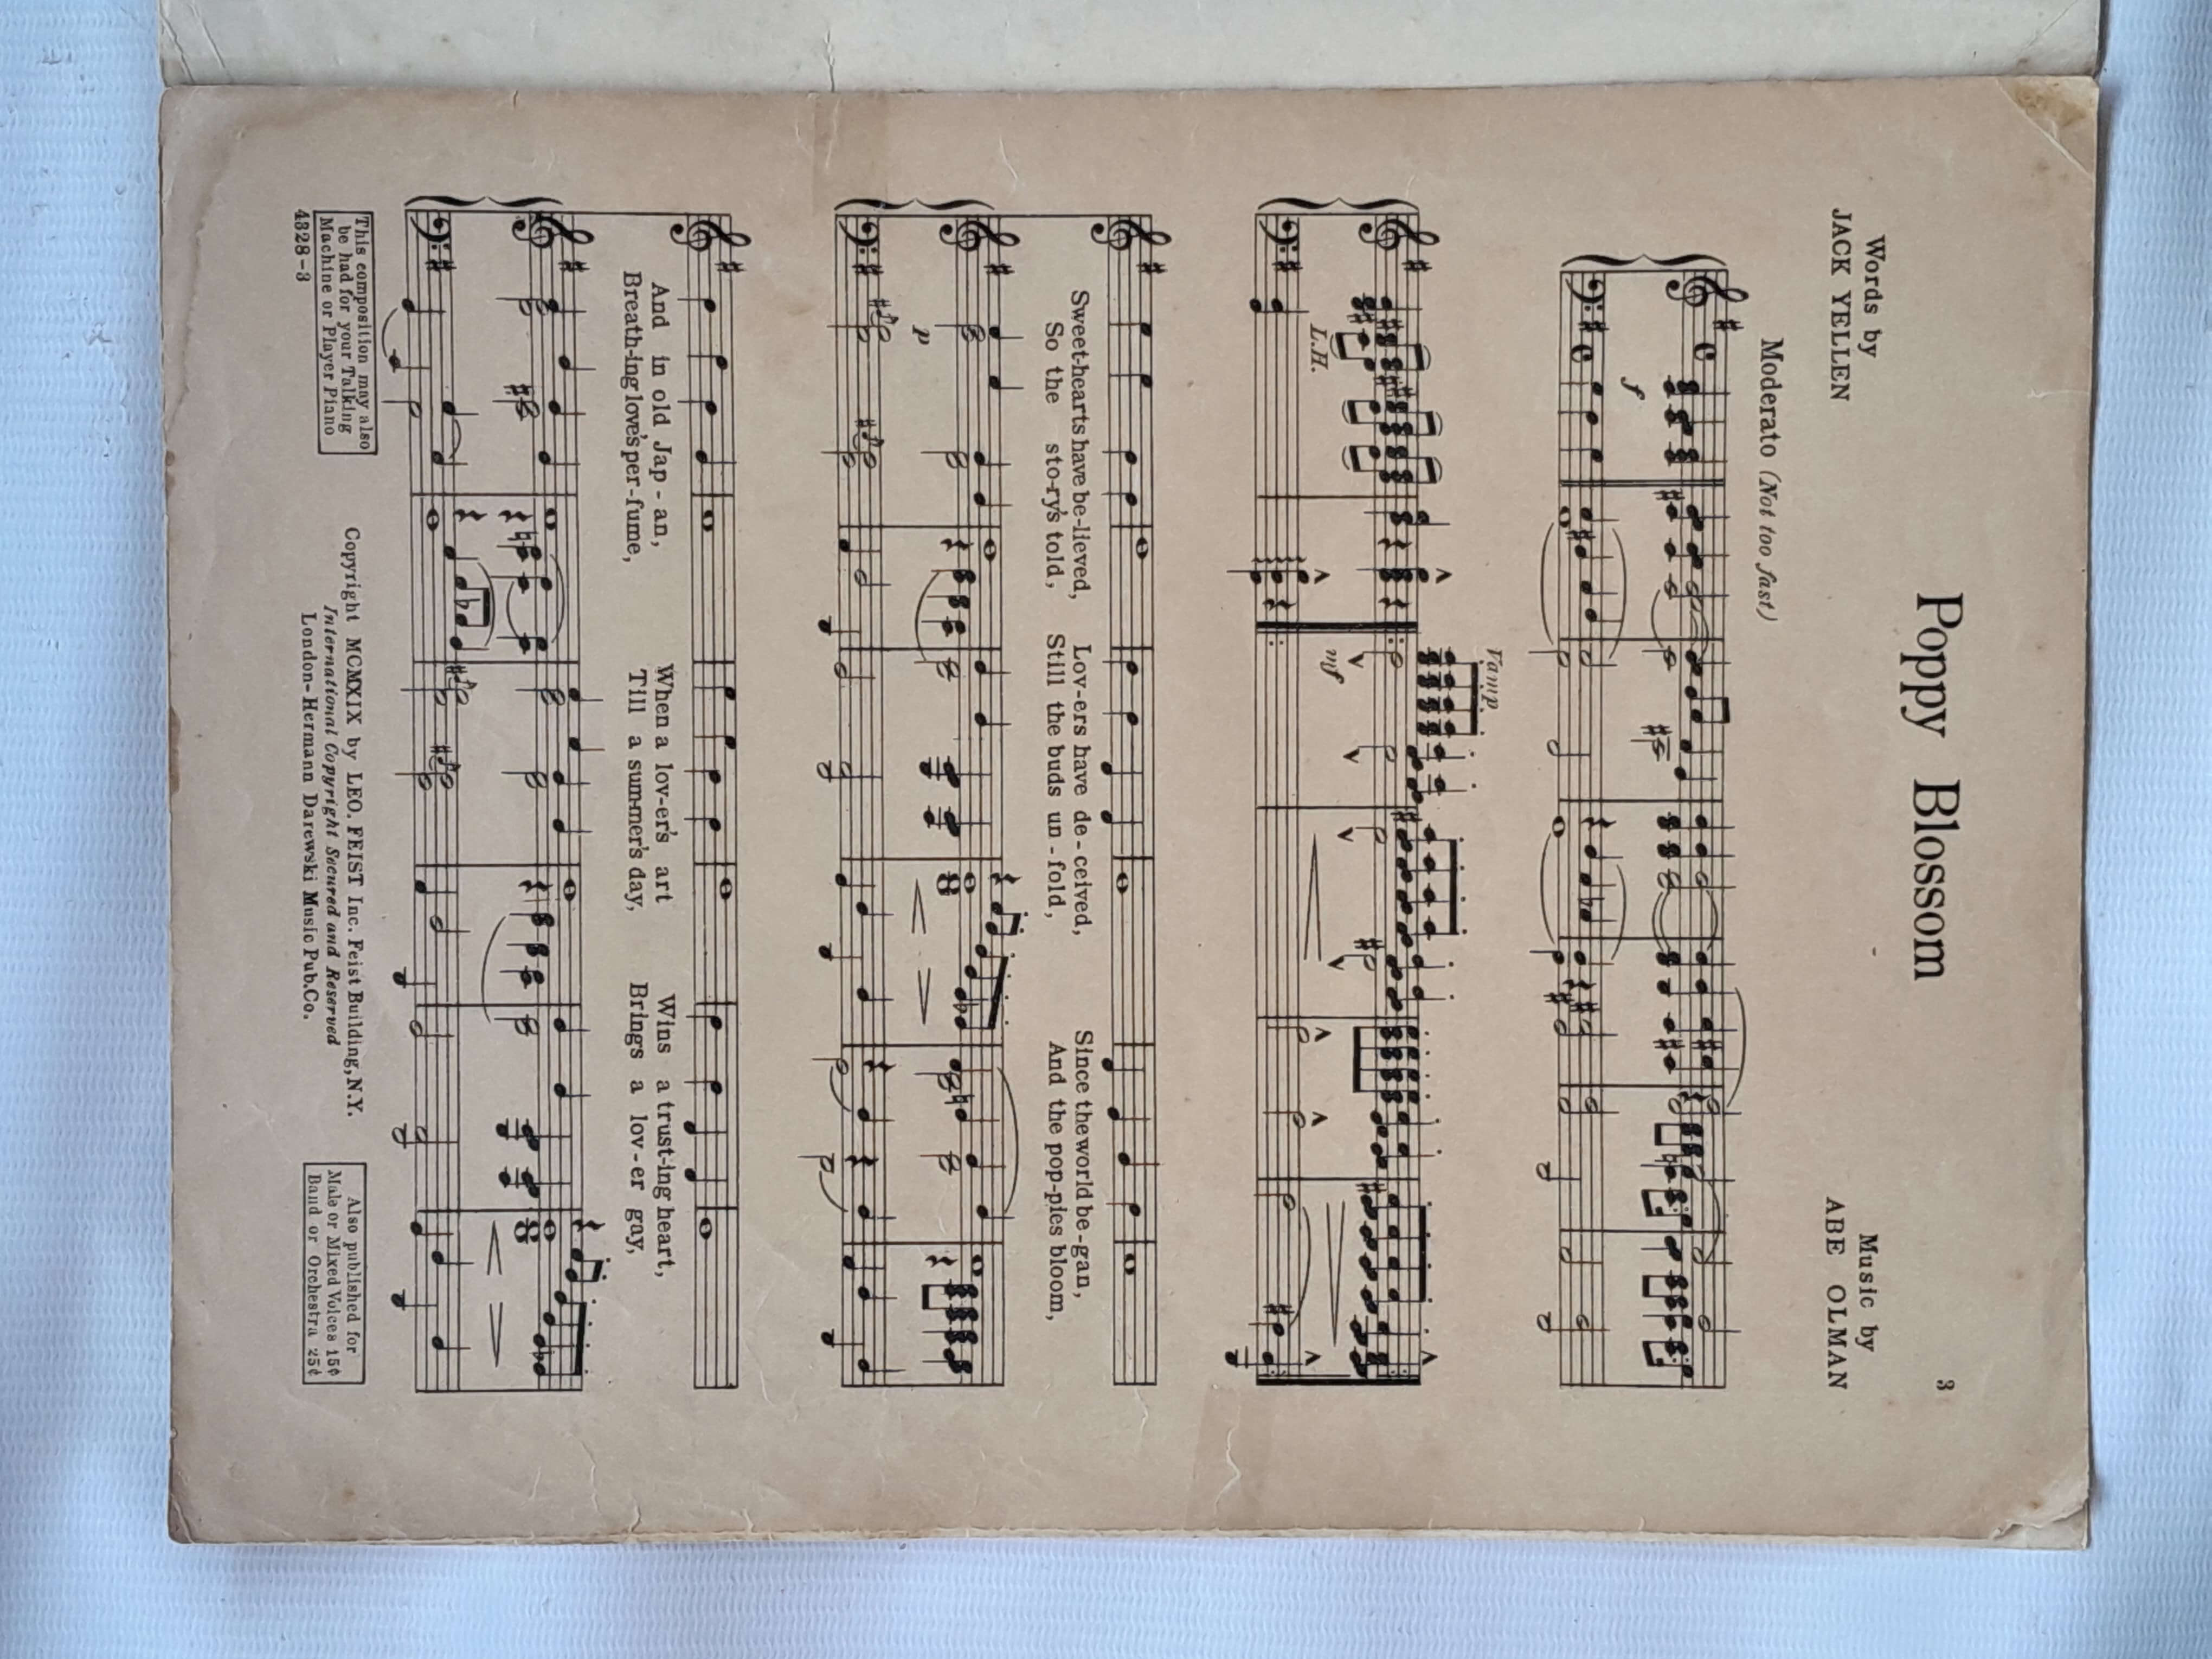 3
Poppy Blossom
Words by
JACK YELLEN
Music by
ABE OLMAN
Moderato (Not too fast)
f
Vamp
L.H.
mf
Sweet-hearts have be-lieved, Lov-ers have de-ceived, Since the world be-gan,
So the sto-ry's told, Still the buds un-fold, And the pop-pies bloom,
p
And in old Jap-an, When a lov-er's art Wins a trust-ing heart,
Breath-ing love's per-fume, Till a sum-mer's day, Brings a lov-er gay,
This composition may also
be had for your Talking
Machine or Player Piano
4328-3
Copyright MCMXIX by LEO. FEIST Inc. Feist Building, N.Y.
International Copyright Secured and Reserved
London-Hermann Darewski Music Pub. Co.
Also published for
Male or Mixed Voices 15¢
Band or Orchestra 25¢